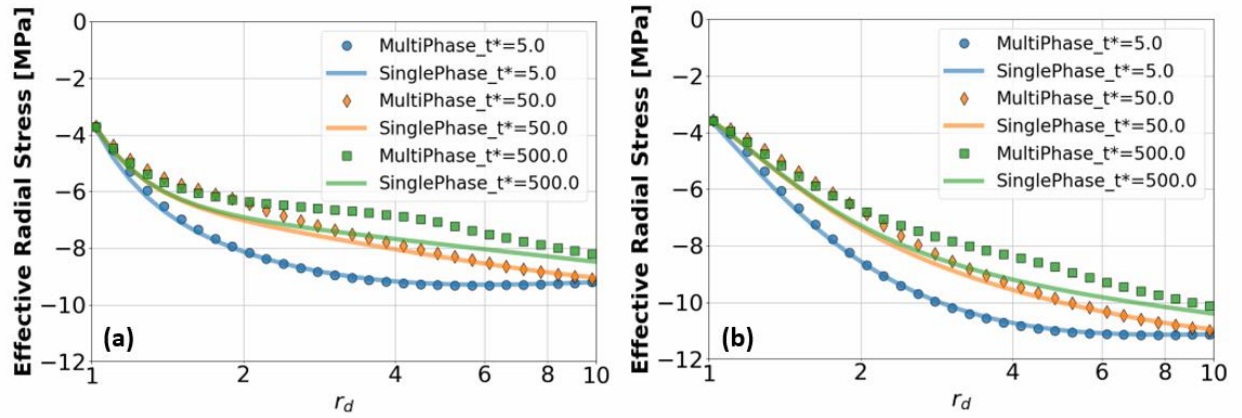 Effective Radial Stress [MPa]
0
−2
−4
−6
−8
−10
−12
MultiPhase_t*=5.0
SinglePhase_t*=5.0
MultiPhase_t*=50.0
SinglePhase_t*=50.0
MultiPhase_t*=500.0
SinglePhase_t*=500.0
(a)
1 2 4 6 8 10
r_d
Effective Radial Stress [MPa]
0
−2
−4
−6
−8
−10
−12
MultiPhase_t*=5.0
SinglePhase_t*=5.0
MultiPhase_t*=50.0
SinglePhase_t*=50.0
MultiPhase_t*=500.0
SinglePhase_t*=500.0
(b)
1 2 4 6 8 10
r_d